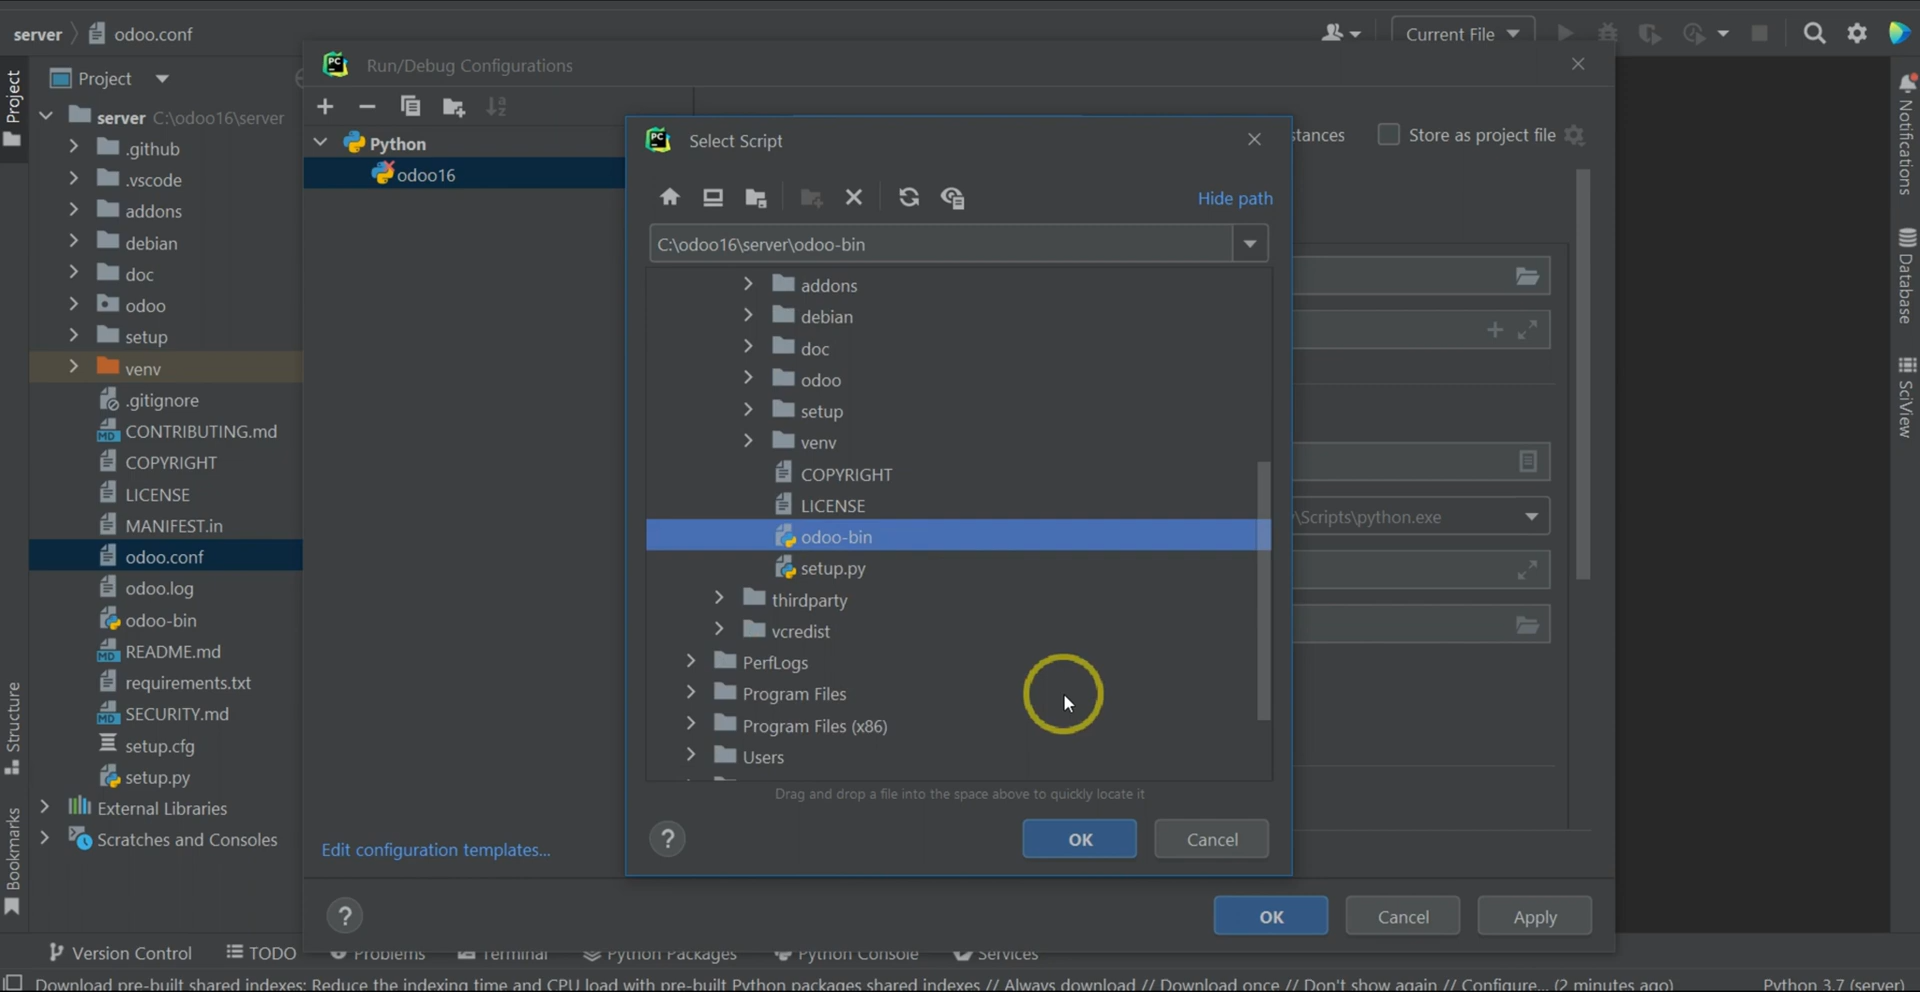 server
odoo.conf
Current File
Project
server C:\odoo16\server
.github
.vscode
addons
debian
doc
odoo
setup
venv
.gitignore
CONTRIBUTING.md
COPYRIGHT
LICENSE
MANIFEST.in
odoo.conf
odoo.log
odoo-bin
README.md
requirements.txt
SECURITY.md
setup.cfg
setup.py
External Libraries
Scratches and Consoles
Project
Structure
Bookmarks
Run/Debug Configurations
Python
odoo16
Edit configuration templates...
Store as project file
\Scripts\python.exe
Select Script
Hide path
C:\odoo16\server\odoo-bin
addons
debian
doc
odoo
setup
venv
COPYRIGHT
LICENSE
odoo-bin
setup.py
thirdparty
vcredist
PerfLogs
Program Files
Program Files (x86)
Users
Drag and drop a file into the space above to quickly locate it
?
OK
Cancel
?
OK
Cancel
Apply
Notifications
Database
SciView
Version Control
TODO
Problems
Terminal
Python Packages
Python Console
Services
Download pre-built shared indexes: Reduce the indexing time and CPU load with pre-built Python packages shared indexes // Always download // Download once // Don't show again // Configure... (2 minutes ago)
Python 3.7 (server)